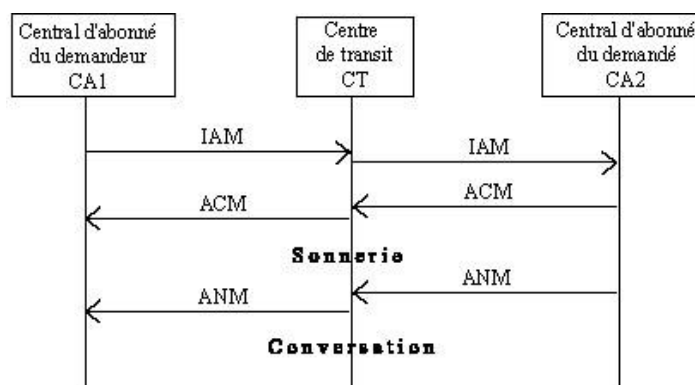 Central d'abonné
du demandeur
CA1
Centre
de transit
CT
Central d'abonné
du demandé
CA2
IAM
IAM
ACM
ACM
Sonnerie
ANM
ANM
Conversation